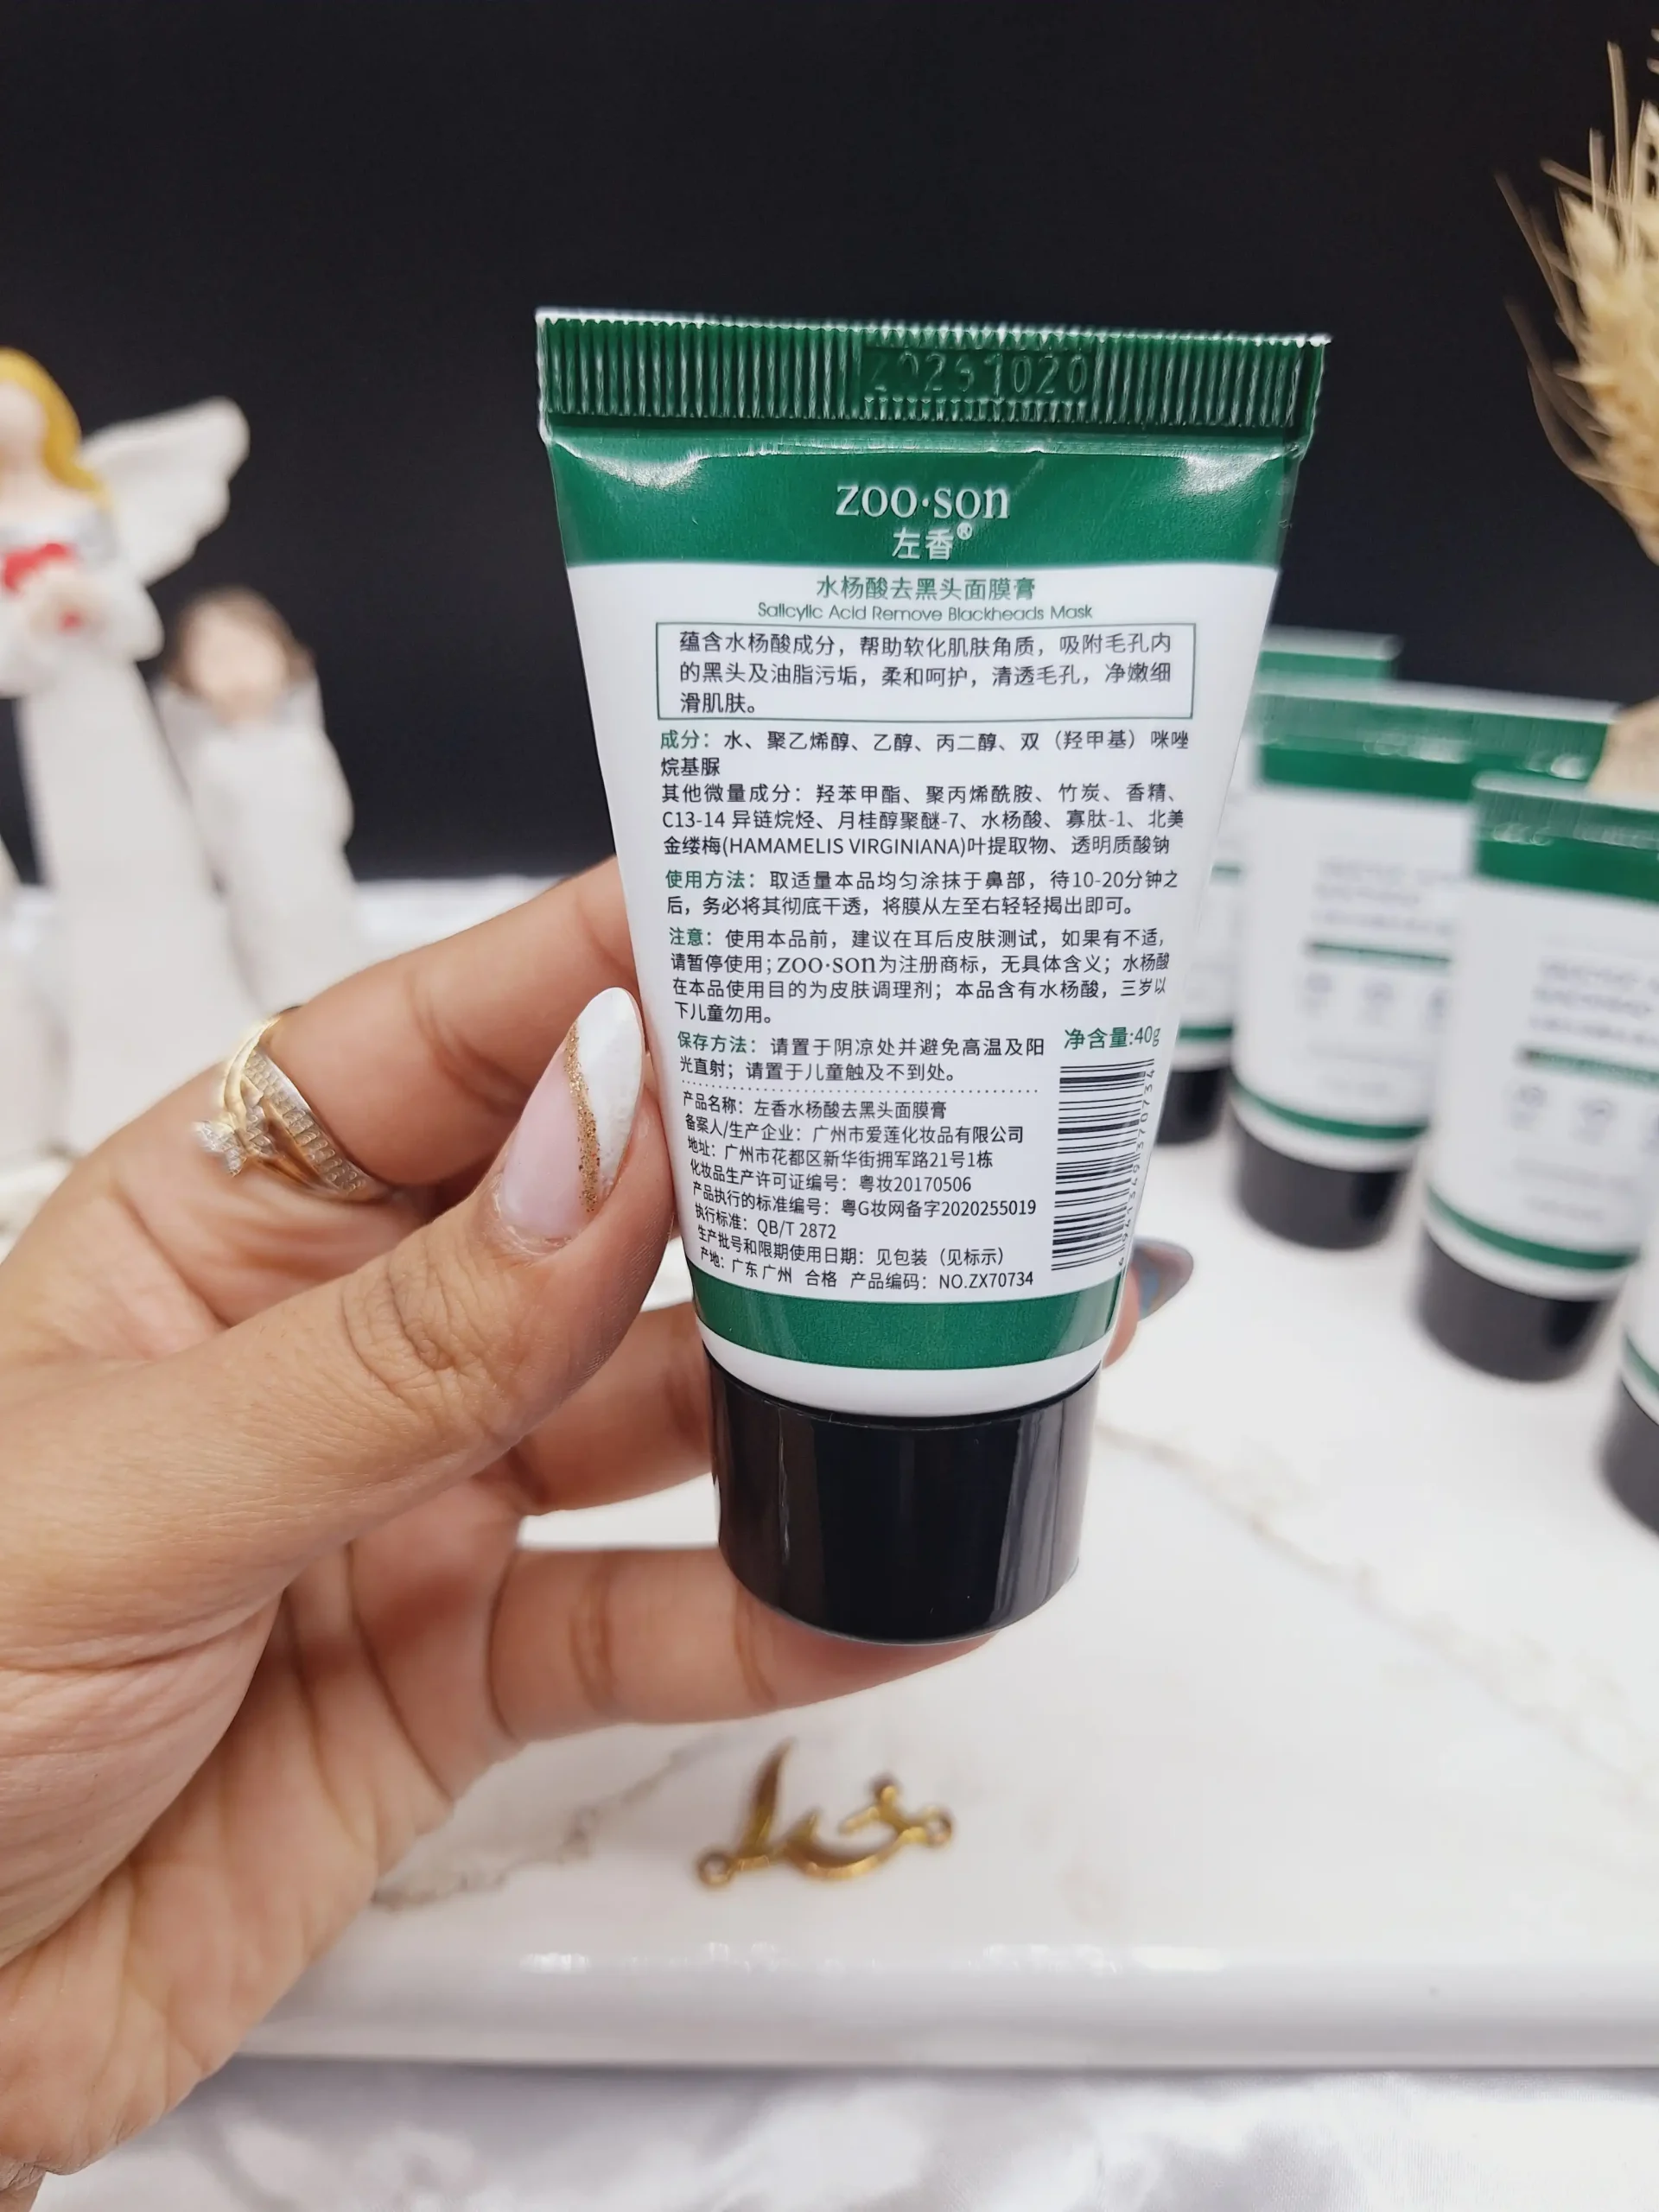 20261020
zoo·son
左香®
水杨酸去黑头面膜膏
Salicylic Acid Remove Blackheads Mask
蕴含水杨酸成分，帮助软化肌肤角质，吸附毛孔内
的黑头及油脂污垢，柔和呵护，清透毛孔，净嫩细
滑肌肤。
成分：水、聚乙烯醇、乙醇、丙二醇、双（羟甲基）咪唑
烷基脲
其他微量成分：羟苯甲酯、聚丙烯酰胺、竹炭、香精、
C13-14 异链烷烃、月桂醇聚醚-7、水杨酸、寡肽-1、北美
金缕梅(HAMAMELIS VIRGINIANA)叶提取物、透明质酸钠
使用方法：取适量本品均匀涂抹于鼻部，待10-20分钟之
后，务必将其彻底干透，将膜从左至右轻轻揭出即可。
注意：使用本品前，建议在耳后皮肤测试，如果有不适，
请暂停使用；zoo·son为注册商标，无具体含义；水杨酸
在本品使用目的为皮肤调理剂；本品含有水杨酸，三岁以
下儿童勿用。
保存方法：请置于阴凉处并避免高温及阳
光直射；请置于儿童触及不到处。
净含量:40g
产品名称：左香水杨酸去黑头面膜膏
备案人/生产企业：广州市爱莲化妆品有限公司
地址：广州市花都区新华街拥军路21号1栋
化妆品生产许可证编号：粤妆20170506
产品执行的标准编号：粤G妆网备字2020255019
执行标准：QB/T 2872
生产批号和限期使用日期：见包装（见标示）
产地：广东广州 合格 产品编码：NO.ZX70734